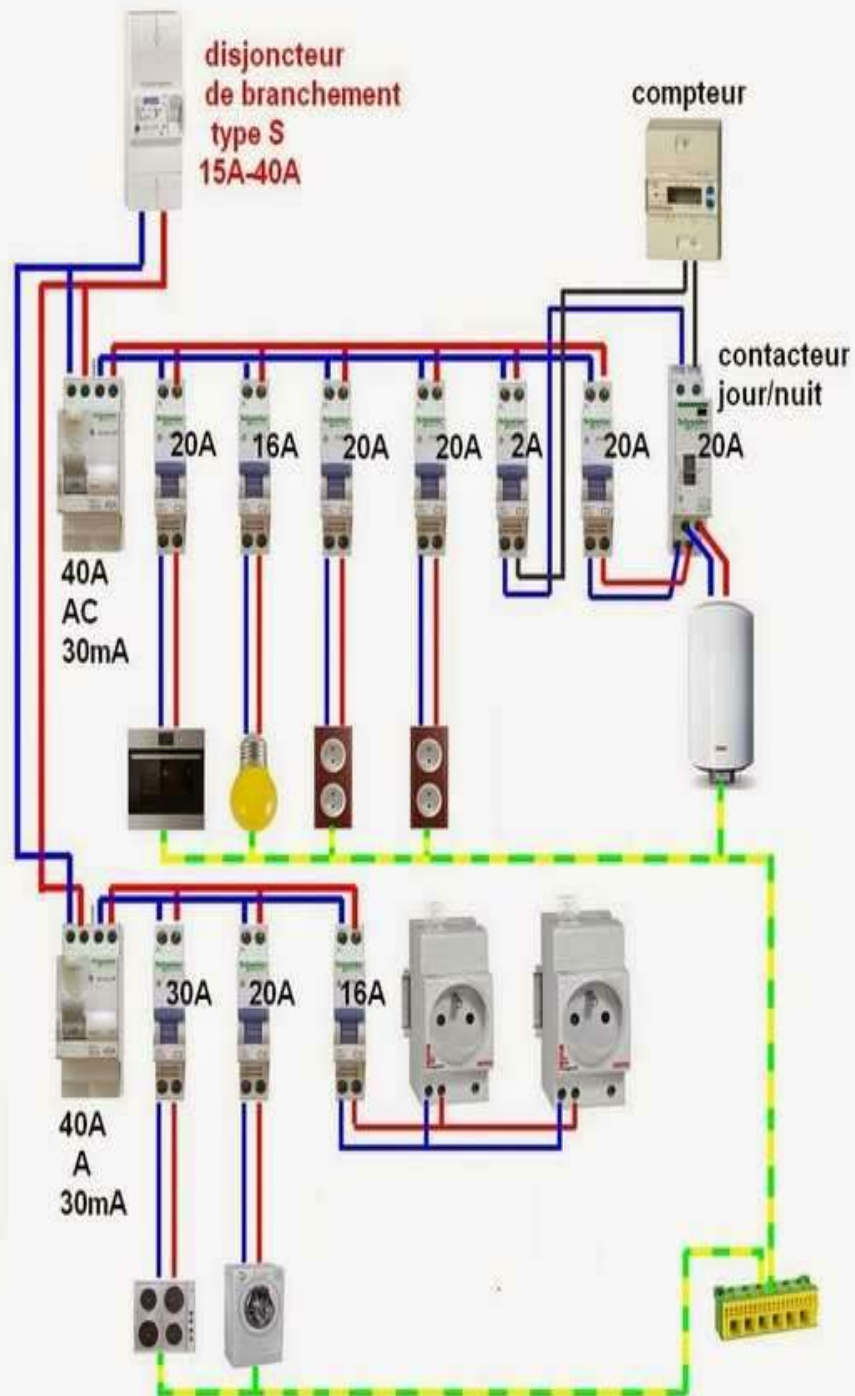 disjoncteur
de branchement
type S
15A-40A
compteur
contacteur
jour/nuit
20A
16A
20A
20A
2A
20A
20A
40A
AC
30mA
30A
20A
16A
40A
A
30mA